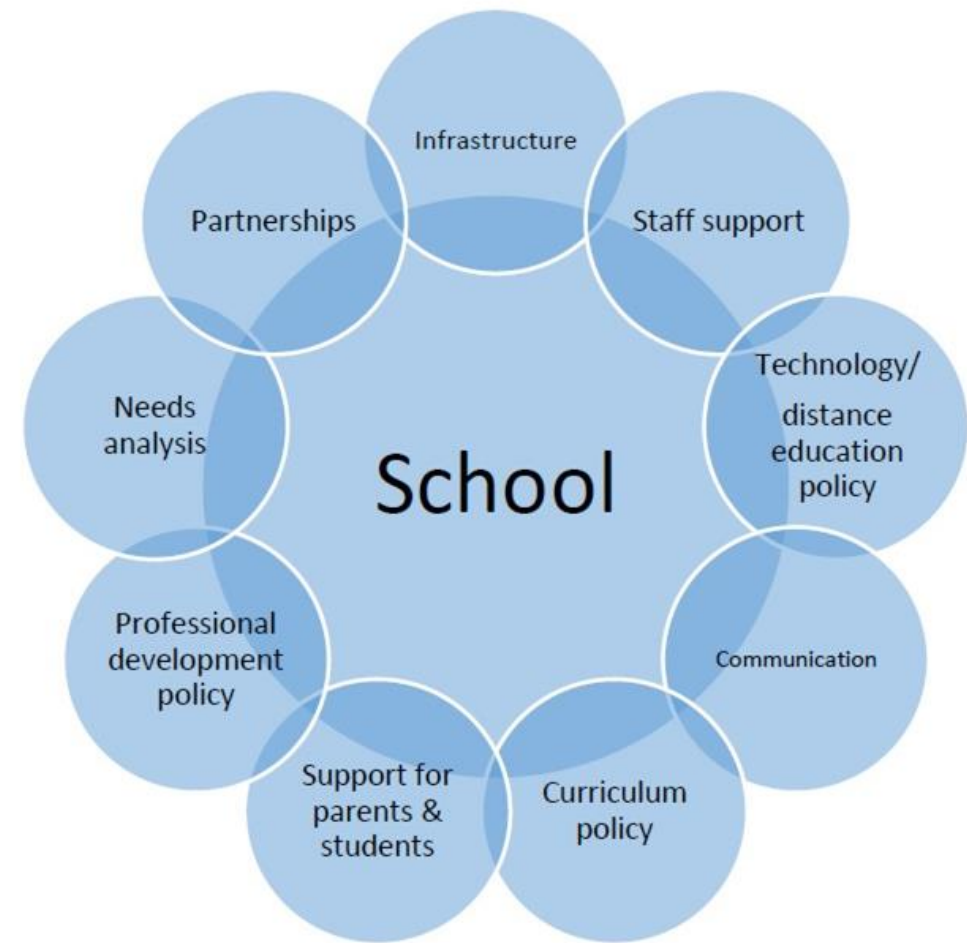 Infrastructure
Staff support
Technology/
distance
education
policy
Communication
Curriculum
policy
Support for
parents &
students
Professional
development
policy
Needs
analysis
Partnerships
School